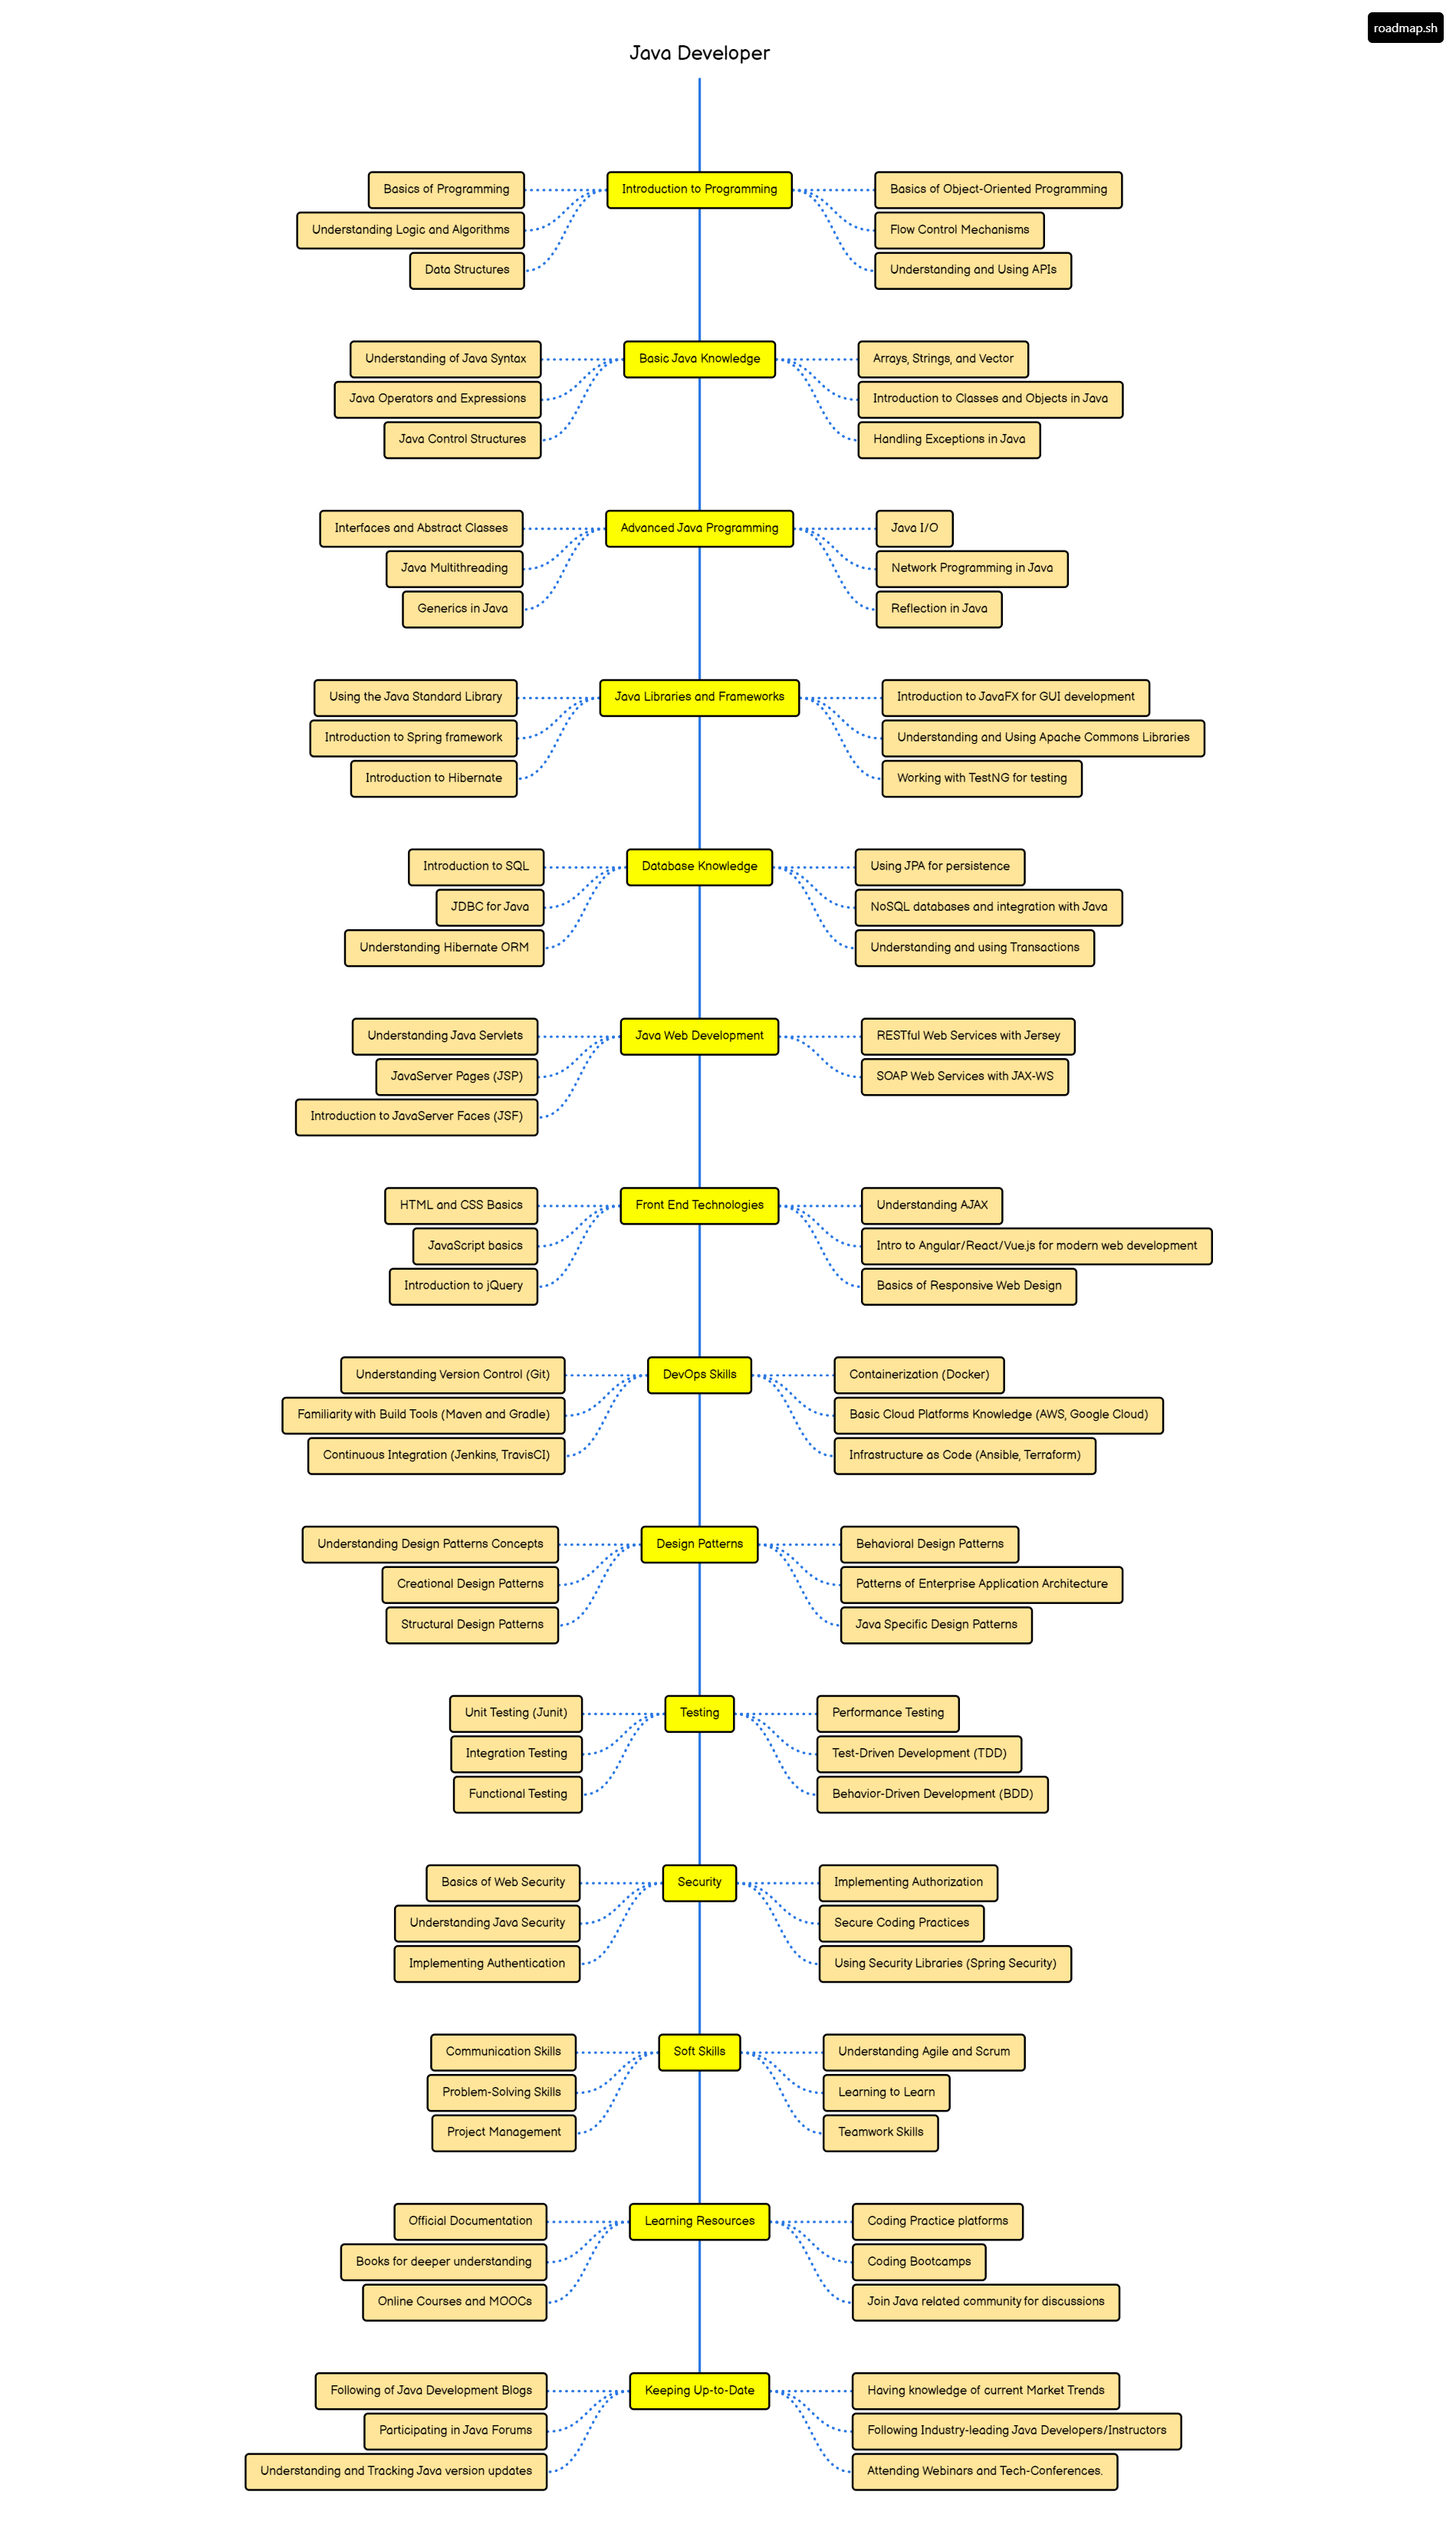 roadmap.sh
Java Developer
Introduction to Programming
Basics of Programming
Understanding Logic and Algorithms
Data Structures
Basics of Object-Oriented Programming
Flow Control Mechanisms
Understanding and Using APIs
Basic Java Knowledge
Understanding of Java Syntax
Java Operators and Expressions
Java Control Structures
Arrays, Strings, and Vector
Introduction to Classes and Objects in Java
Handling Exceptions in Java
Advanced Java Programming
Interfaces and Abstract Classes
Java Multithreading
Generics in Java
Java I/O
Network Programming in Java
Reflection in Java
Java Libraries and Frameworks
Using the Java Standard Library
Introduction to Spring framework
Introduction to Hibernate
Introduction to JavaFX for GUI development
Understanding and Using Apache Commons Libraries
Working with TestNG for testing
Database Knowledge
Introduction to SQL
JDBC for Java
Understanding Hibernate ORM
Using JPA for persistence
NoSQL databases and integration with Java
Understanding and using Transactions
Java Web Development
Understanding Java Servlets
JavaServer Pages (JSP)
Introduction to JavaServer Faces (JSF)
RESTful Web Services with Jersey
SOAP Web Services with JAX-WS
Front End Technologies
HTML and CSS Basics
JavaScript basics
Introduction to jQuery
Understanding AJAX
Intro to Angular/React/Vue.js for modern web development
Basics of Responsive Web Design
DevOps Skills
Understanding Version Control (Git)
Familiarity with Build Tools (Maven and Gradle)
Continuous Integration (Jenkins, TravisCI)
Containerization (Docker)
Basic Cloud Platforms Knowledge (AWS, Google Cloud)
Infrastructure as Code (Ansible, Terraform)
Design Patterns
Understanding Design Patterns Concepts
Creational Design Patterns
Structural Design Patterns
Behavioral Design Patterns
Patterns of Enterprise Application Architecture
Java Specific Design Patterns
Testing
Unit Testing (Junit)
Integration Testing
Functional Testing
Performance Testing
Test-Driven Development (TDD)
Behavior-Driven Development (BDD)
Security
Basics of Web Security
Understanding Java Security
Implementing Authentication
Implementing Authorization
Secure Coding Practices
Using Security Libraries (Spring Security)
Soft Skills
Communication Skills
Problem-Solving Skills
Project Management
Understanding Agile and Scrum
Learning to Learn
Teamwork Skills
Learning Resources
Official Documentation
Books for deeper understanding
Online Courses and MOOCs
Coding Practice platforms
Coding Bootcamps
Join Java related community for discussions
Keeping Up-to-Date
Following of Java Development Blogs
Participating in Java Forums
Understanding and Tracking Java version updates
Having knowledge of current Market Trends
Following Industry-leading Java Developers/Instructors
Attending Webinars and Tech-Conferences.